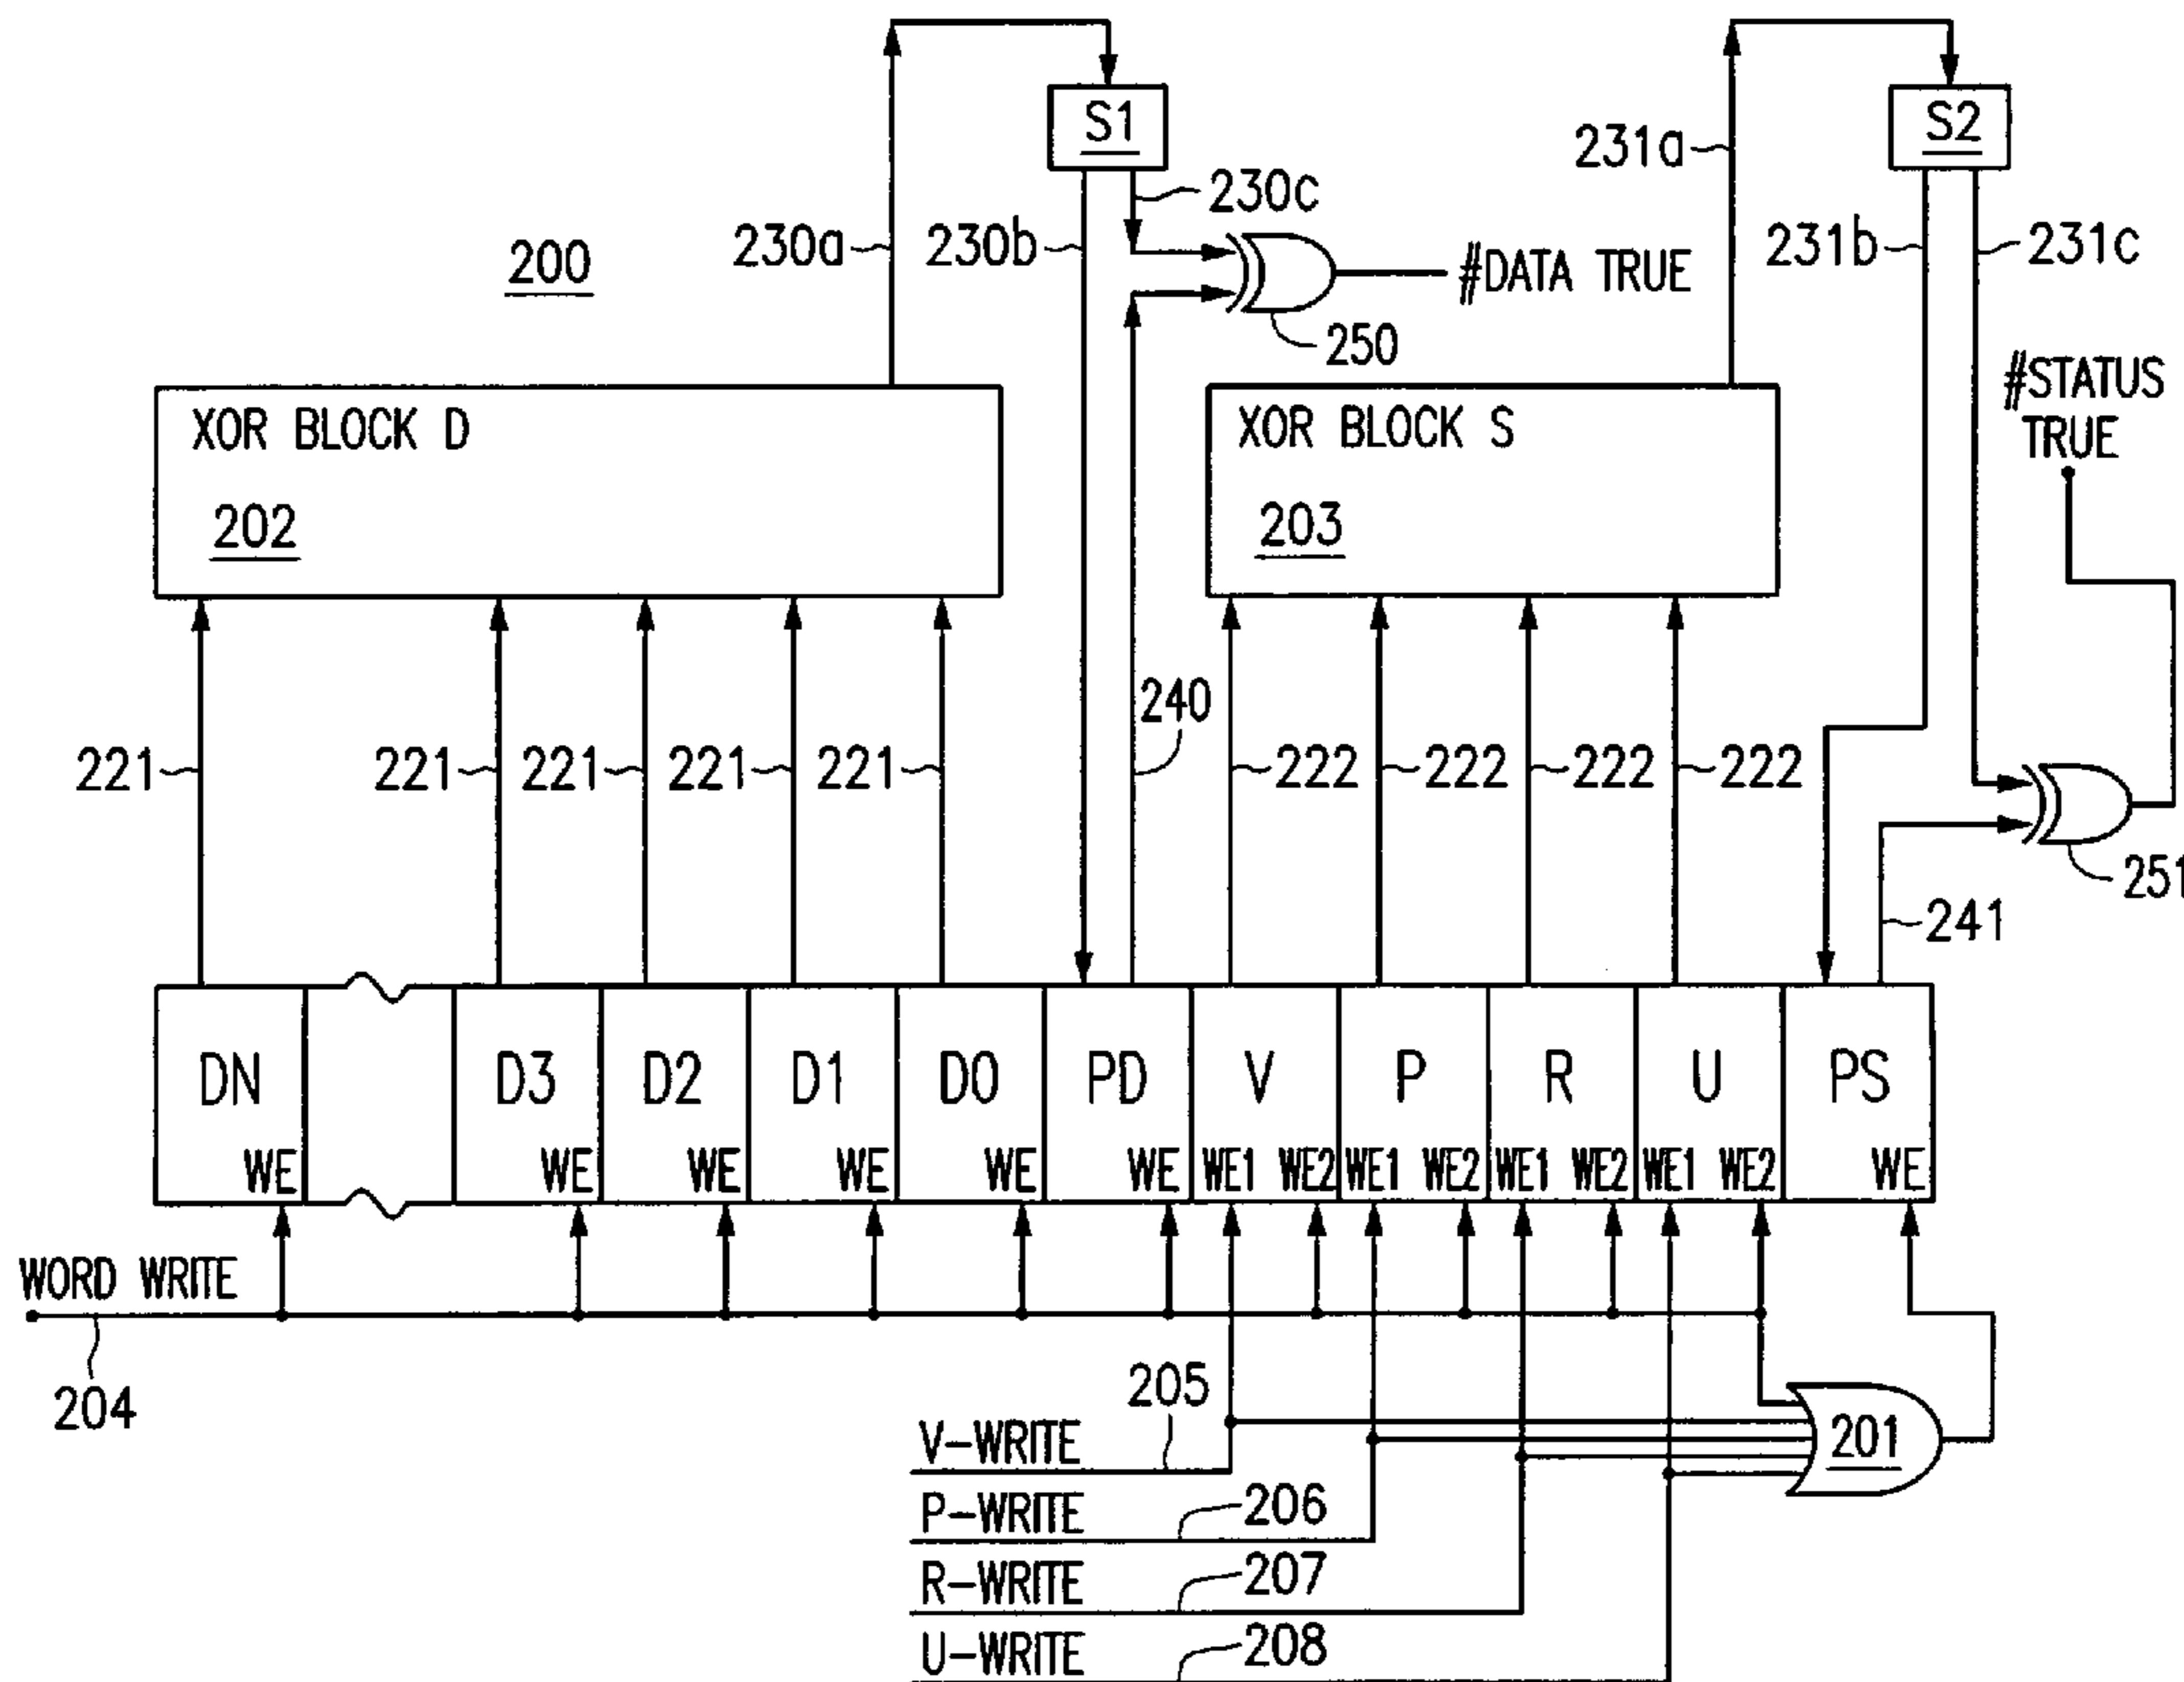 S1
S2
231a
230c
200
230a
230b
231b
231c
#DATA TRUE
250
#STATUS
TRUE
XOR BLOCK D
202
XOR BLOCK S
203
240
221
221
221
221
221
222
222
222
222
251
241
DN
D3
D2
D1
D0
PD
V
P
R
U
PS
WE
WE
WE
WE
WE
WE
WE1
WE2
WE1
WE2
WE1
WE2
WE1
WE2
WE
WORD WRITE
204
205
V-WRITE
201
206
P-WRITE
207
R-WRITE
208
U-WRITE